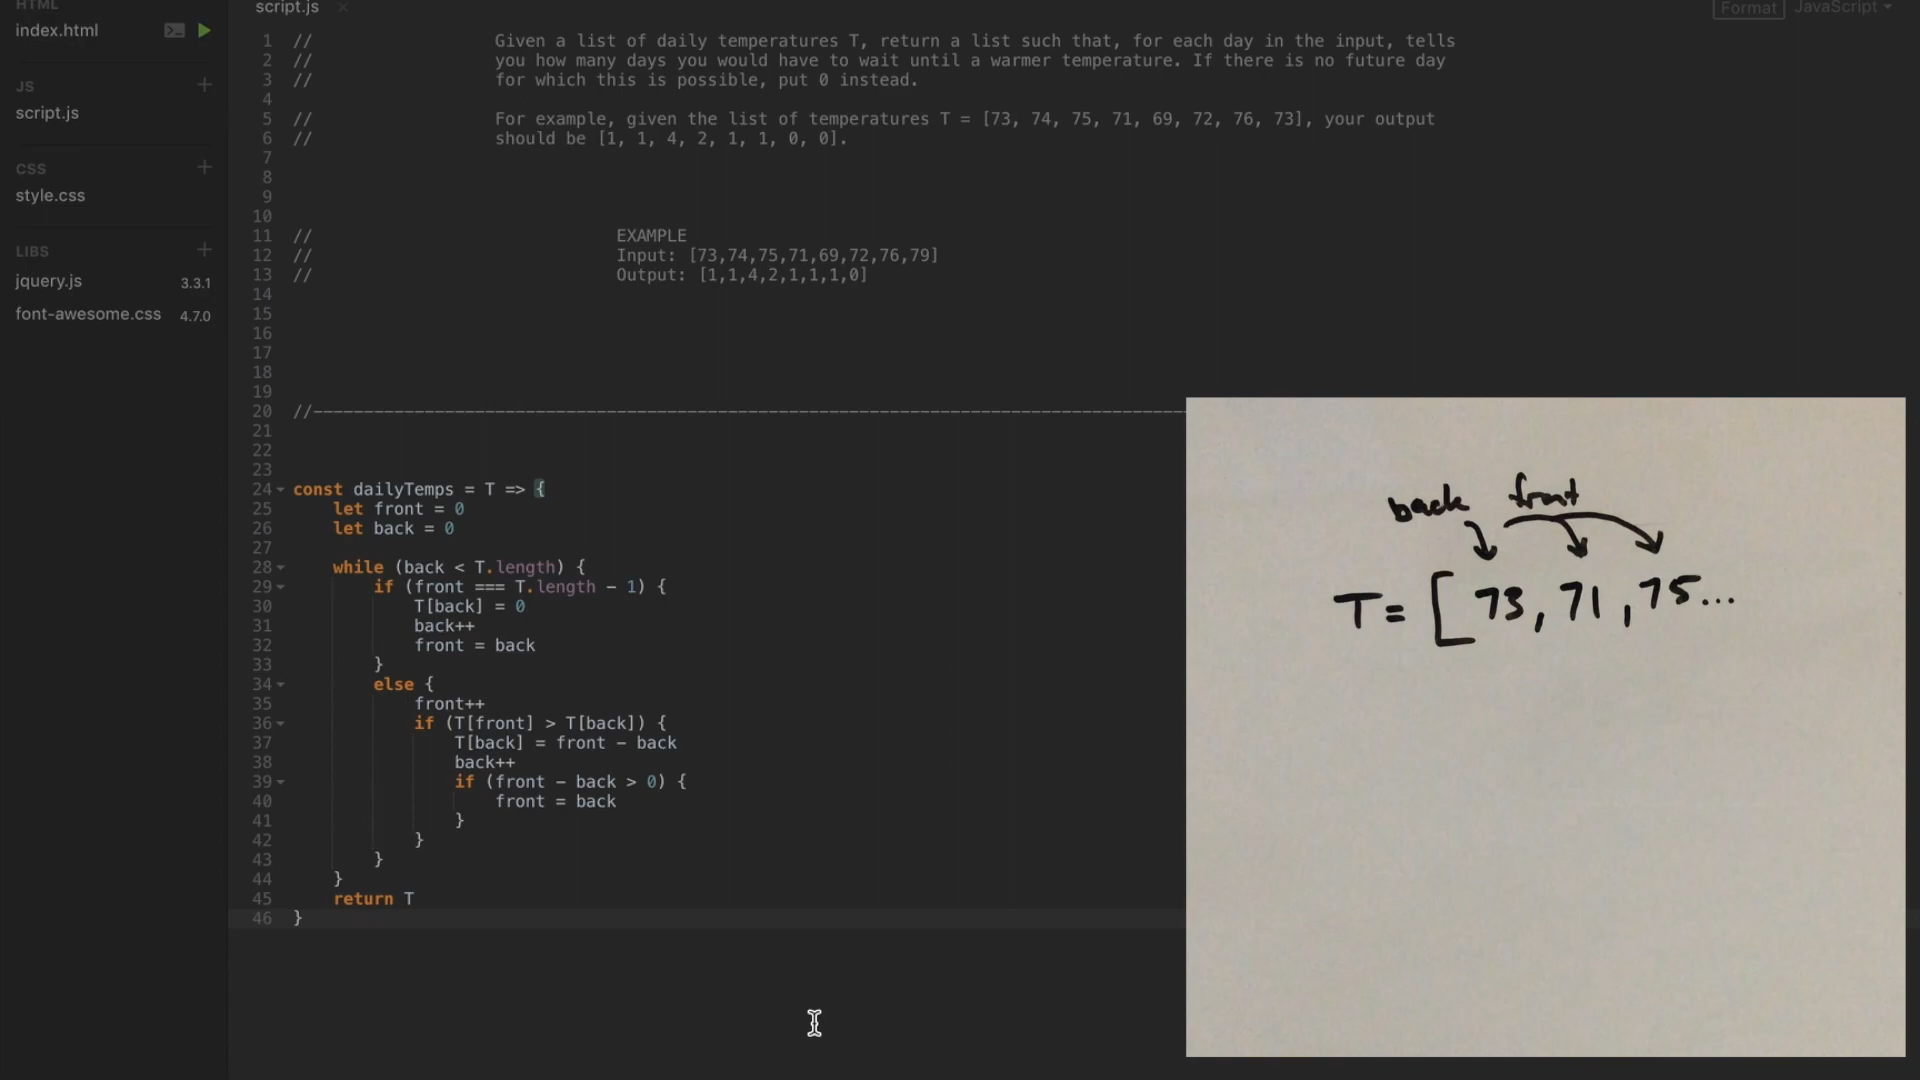 HTML
index.html
JS
script.js
CSS
style.css
LIBS
jquery.js 3.3.1
font-awesome.css 4.7.0
script.js ×
Format JavaScript
1 // Given a list of daily temperatures T, return a list such that, for each day in the input, tells
2 // you how many days you would have to wait until a warmer temperature. If there is no future day
3 // for which this is possible, put 0 instead.
4
5 // For example, given the list of temperatures T = [73, 74, 75, 71, 69, 72, 76, 73], your output
6 // should be [1, 1, 4, 2, 1, 1, 0, 0].
7
8
9
10
11 // EXAMPLE
12 // Input: [73,74,75,71,69,72,76,79]
13 // Output: [1,1,4,2,1,1,1,0]
14
15
16
17
18
19
20 //----------------------------------------------------------------------------------------
21
22
23
24 const dailyTemps = T => {
25 let front = 0
26 let back = 0
27
28 while (back < T.length) {
29 if (front === T.length - 1) {
30 T[back] = 0
31 back++
32 front = back
33 }
34 else {
35 front++
36 if (T[front] > T[back]) {
37 T[back] = front - back
38 back++
39 if (front - back > 0) {
40 front = back
41 }
42 }
43 }
44 }
45 return T
46 }
back front
T= [ 73, 71, 75...